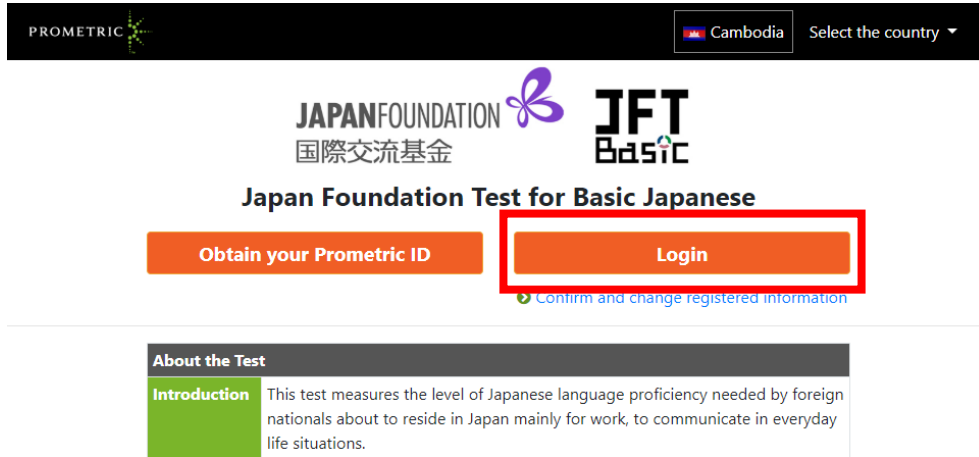 PROMETRIC
Cambodia
Select the country
JAPANFOUNDATION
国際交流基金
JFT
Basic
Japan Foundation Test for Basic Japanese
Obtain your Prometric ID
Login
Confirm and change registered information
About the Test
Introduction
This test measures the level of Japanese language proficiency needed by foreign
nationals about to reside in Japan mainly for work, to communicate in everyday
life situations.